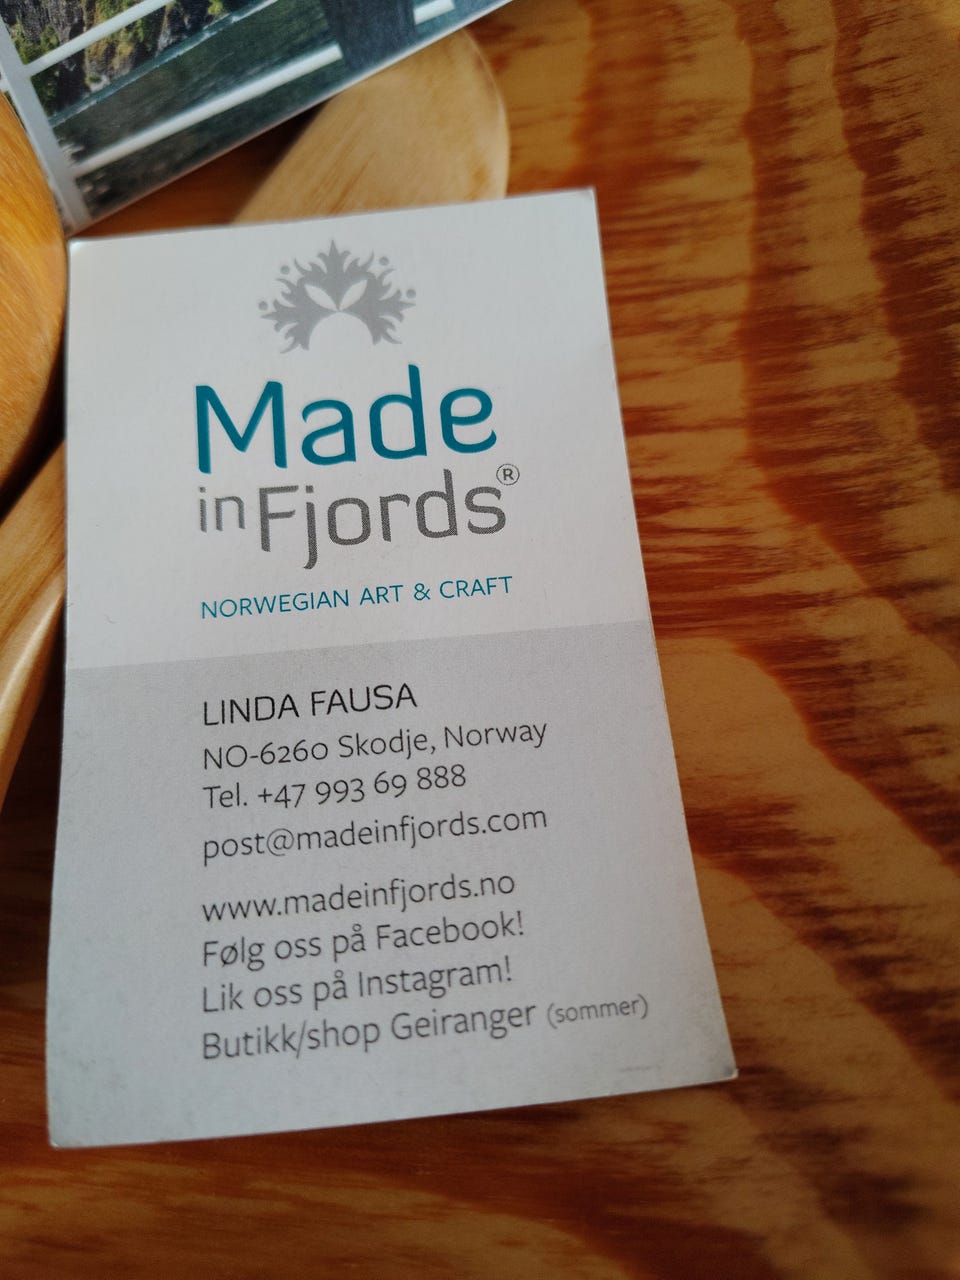 Made
in Fjords®
NORWEGIAN ART & CRAFT
LINDA FAUSA
NO-6260 Skodje, Norway
Tel. +47 993 69 888
post@madeinfjords.com
www.madeinfjords.no
Følg oss på Facebook!
Lik oss på Instagram!
Butikk/shop Geiranger (sommer)